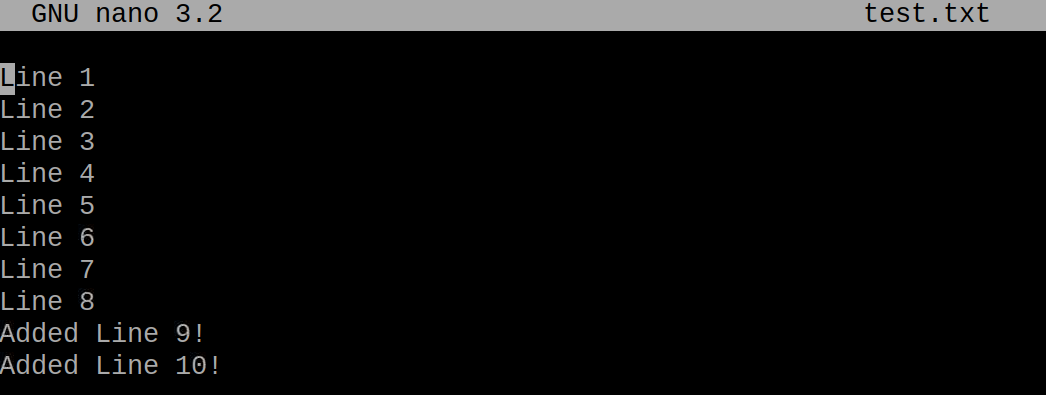 GNU nano 3.2 test.txt
Line 1
Line 2
Line 3
Line 4
Line 5
Line 6
Line 7
Line 8
Added Line 9!
Added Line 10!